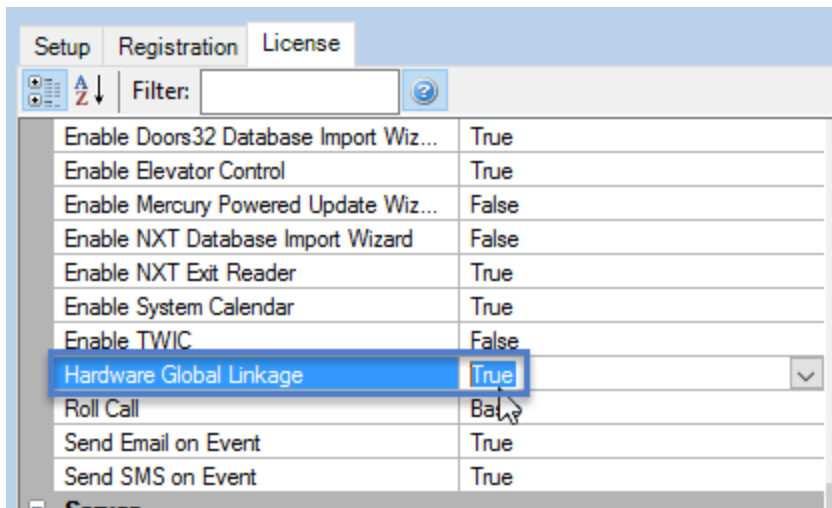 Setup Registration License
A Z Filter:
Enable Doors32 Database Import Wiz... True
Enable Elevator Control True
Enable Mercury Powered Update Wiz... False
Enable NXT Database Import Wizard False
Enable NXT Exit Reader True
Enable System Calendar True
Enable TWIC False
Hardware Global Linkage True
Roll Call
Send Email on Event True
Send SMS on Event True